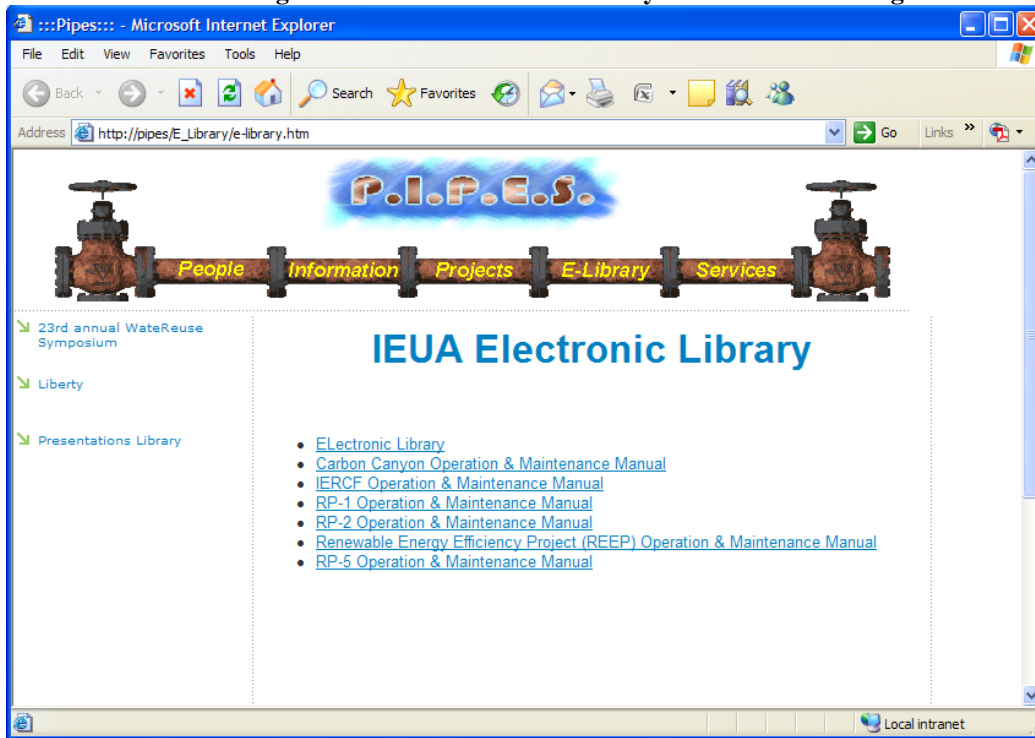 :::Pipes::: - Microsoft Internet Explorer
File Edit View Favorites Tools Help
Back Search Favorites
Address http://pipes/E_Library/e-library.htm Go Links »
P.I.P.E.S.
People Information Projects E-Library Services
23rd annual WateReuse
Symposium
Liberty
Presentations Library
IEUA Electronic Library
ELectronic Library
Carbon Canyon Operation & Maintenance Manual
IERCF Operation & Maintenance Manual
RP-1 Operation & Maintenance Manual
RP-2 Operation & Maintenance Manual
Renewable Energy Efficiency Project (REEP) Operation & Maintenance Manual
RP-5 Operation & Maintenance Manual
Local intranet